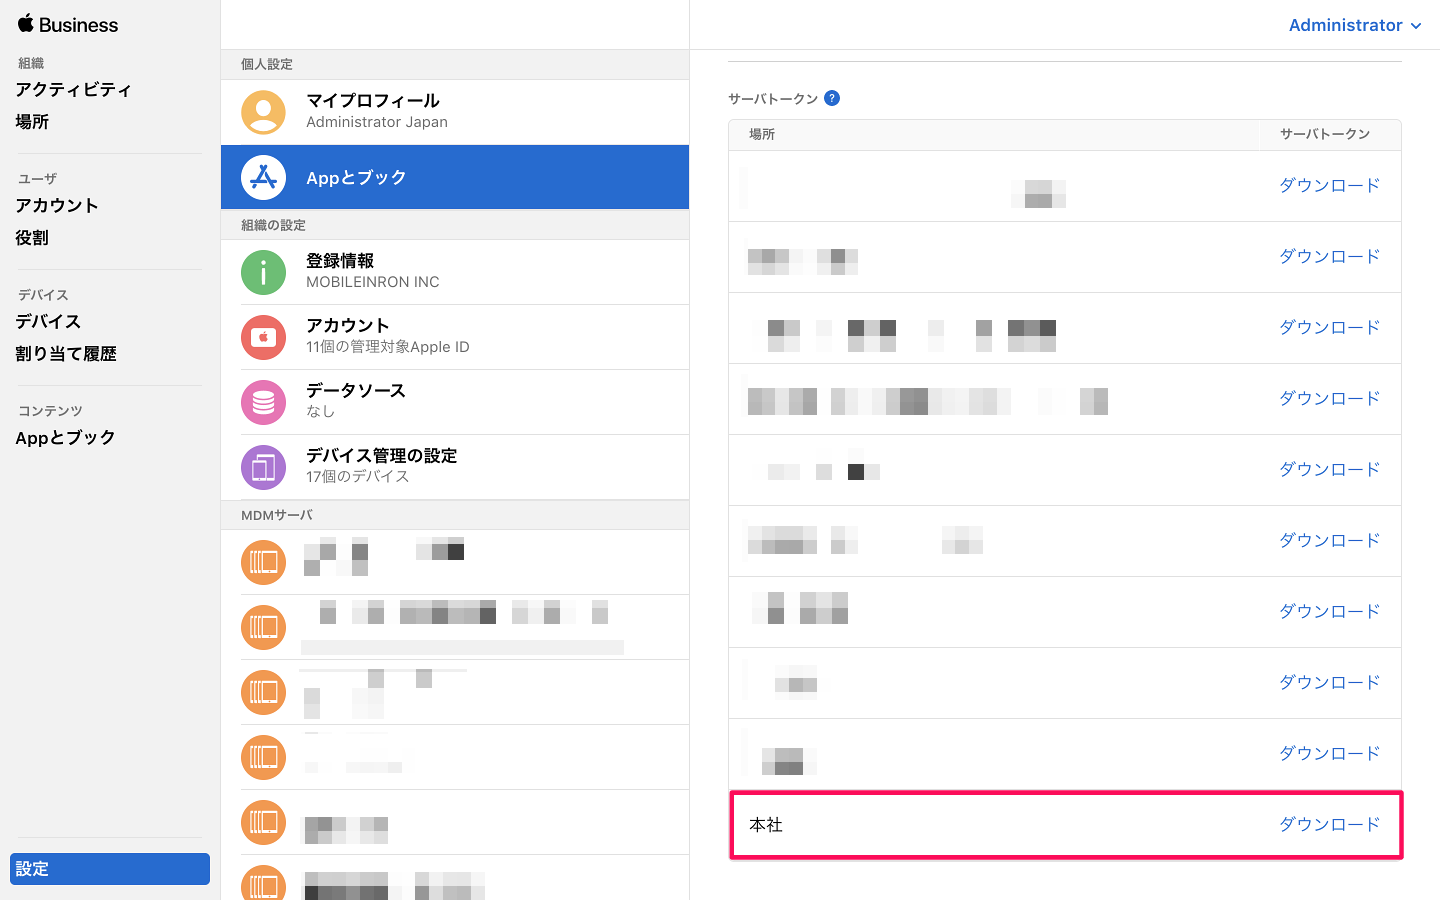 Business
組織
アクティビティ
場所
ユーザ
アカウント
役割
デバイス
デバイス
割り当て履歴
コンテンツ
Appとブック
設定
個人設定
マイプロフィール
Administrator Japan
Appとブック
組織の設定
登録情報
MOBILEINRON INC
アカウント
11個の管理対象Apple ID
データソース
なし
デバイス管理の設定
17個のデバイス
MDMサーバ
Administrator
サーバトークン ?
場所 サーバトークン
ダウンロード
ダウンロード
ダウンロード
ダウンロード
ダウンロード
ダウンロード
ダウンロード
ダウンロード
ダウンロード
本社 ダウンロード